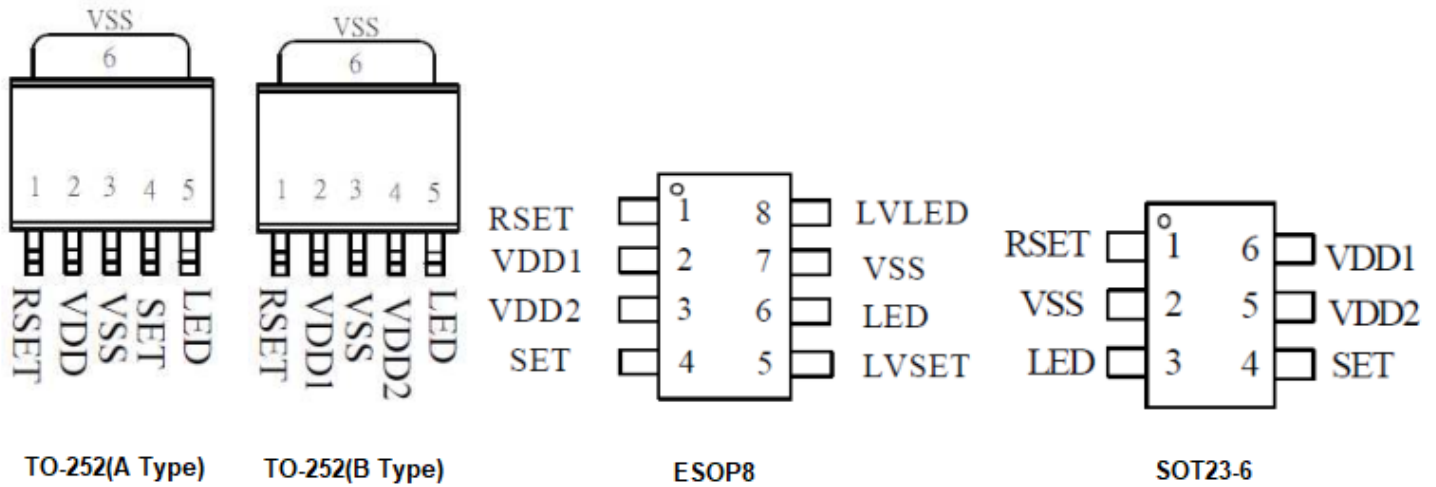 VSS
6
1 2 3 4 5
RSET
VDD
VSS
SET
LED
TO-252(A Type)
VSS
6
1 2 3 4 5
RSET
VDD1
VSS
VDD2
LED
TO-252(B Type)
RSET 1 8 LVLED
VDD1 2 7 VSS
VDD2 3 6 LED
SET 4 5 LVSET
ESOP8
RSET 1 6 VDD1
VSS 2 5 VDD2
LED 3 4 SET
SOT23-6